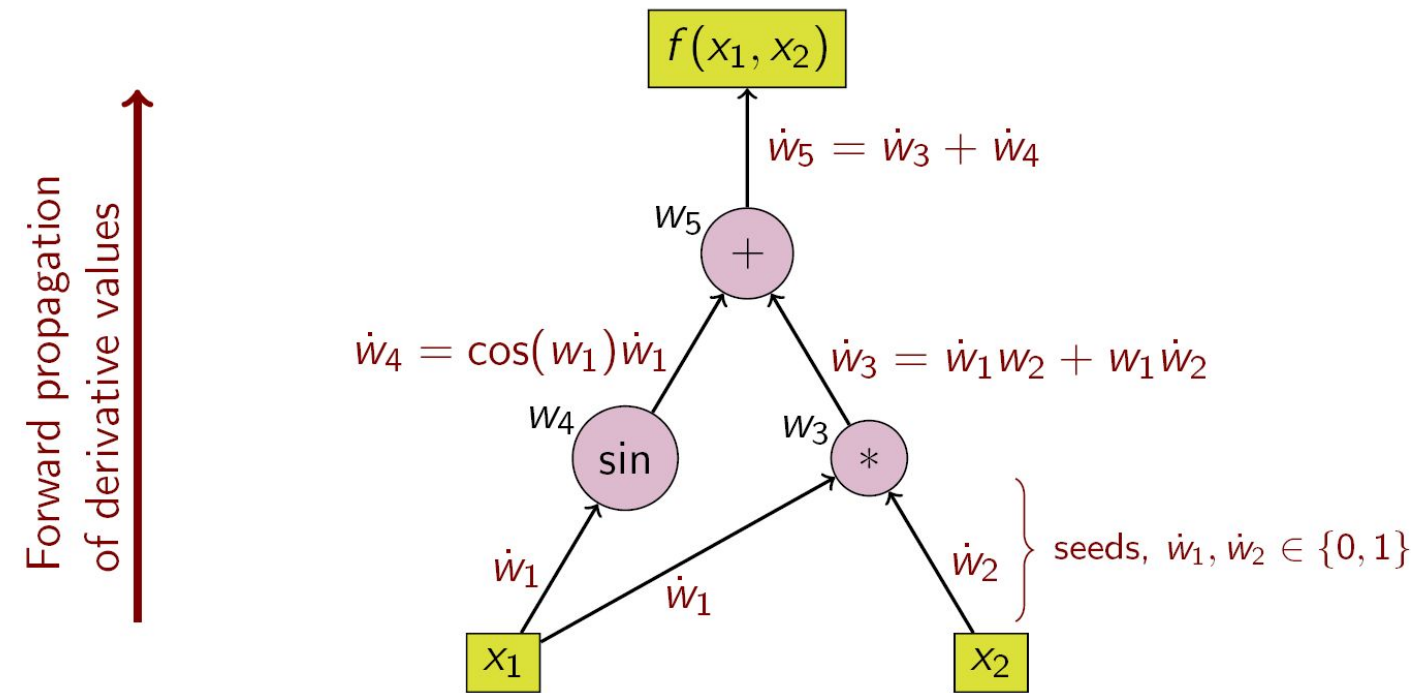 f(x₁, x₂)
ẇ₅ = ẇ₃ + ẇ₄
w₅
+
ẇ₄ = cos(w₁)ẇ₁
ẇ₃ = ẇ₁w₂ + w₁ẇ₂
w₄
sin
w₃
*
Forward propagation
of derivative values
ẇ₁
ẇ₁
ẇ₂
seeds, ẇ₁, ẇ₂ ∈ {0, 1}
x₁
x₂